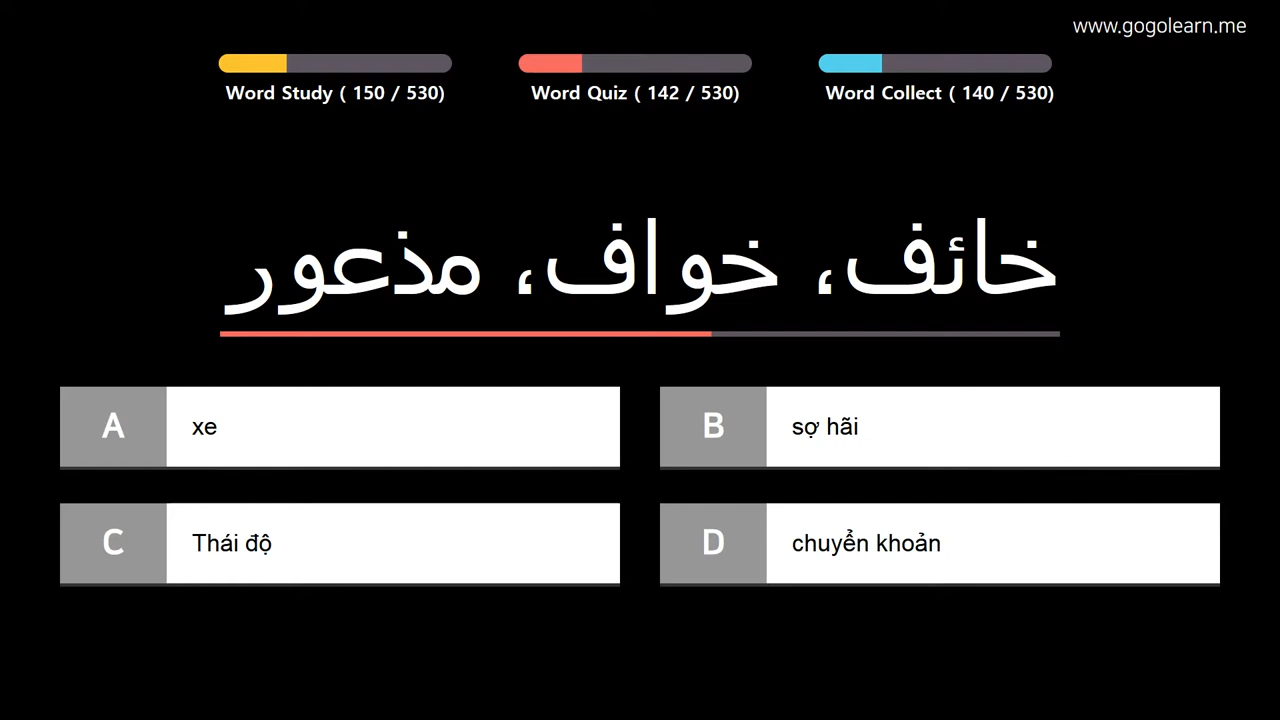 www.gogolearn.me
Word Study ( 150 / 530)
Word Quiz ( 142 / 530)
Word Collect ( 140 / 530)
خائف، خواف، مذعور
A xe
B sợ hãi
C Thái độ
D chuyển khoản